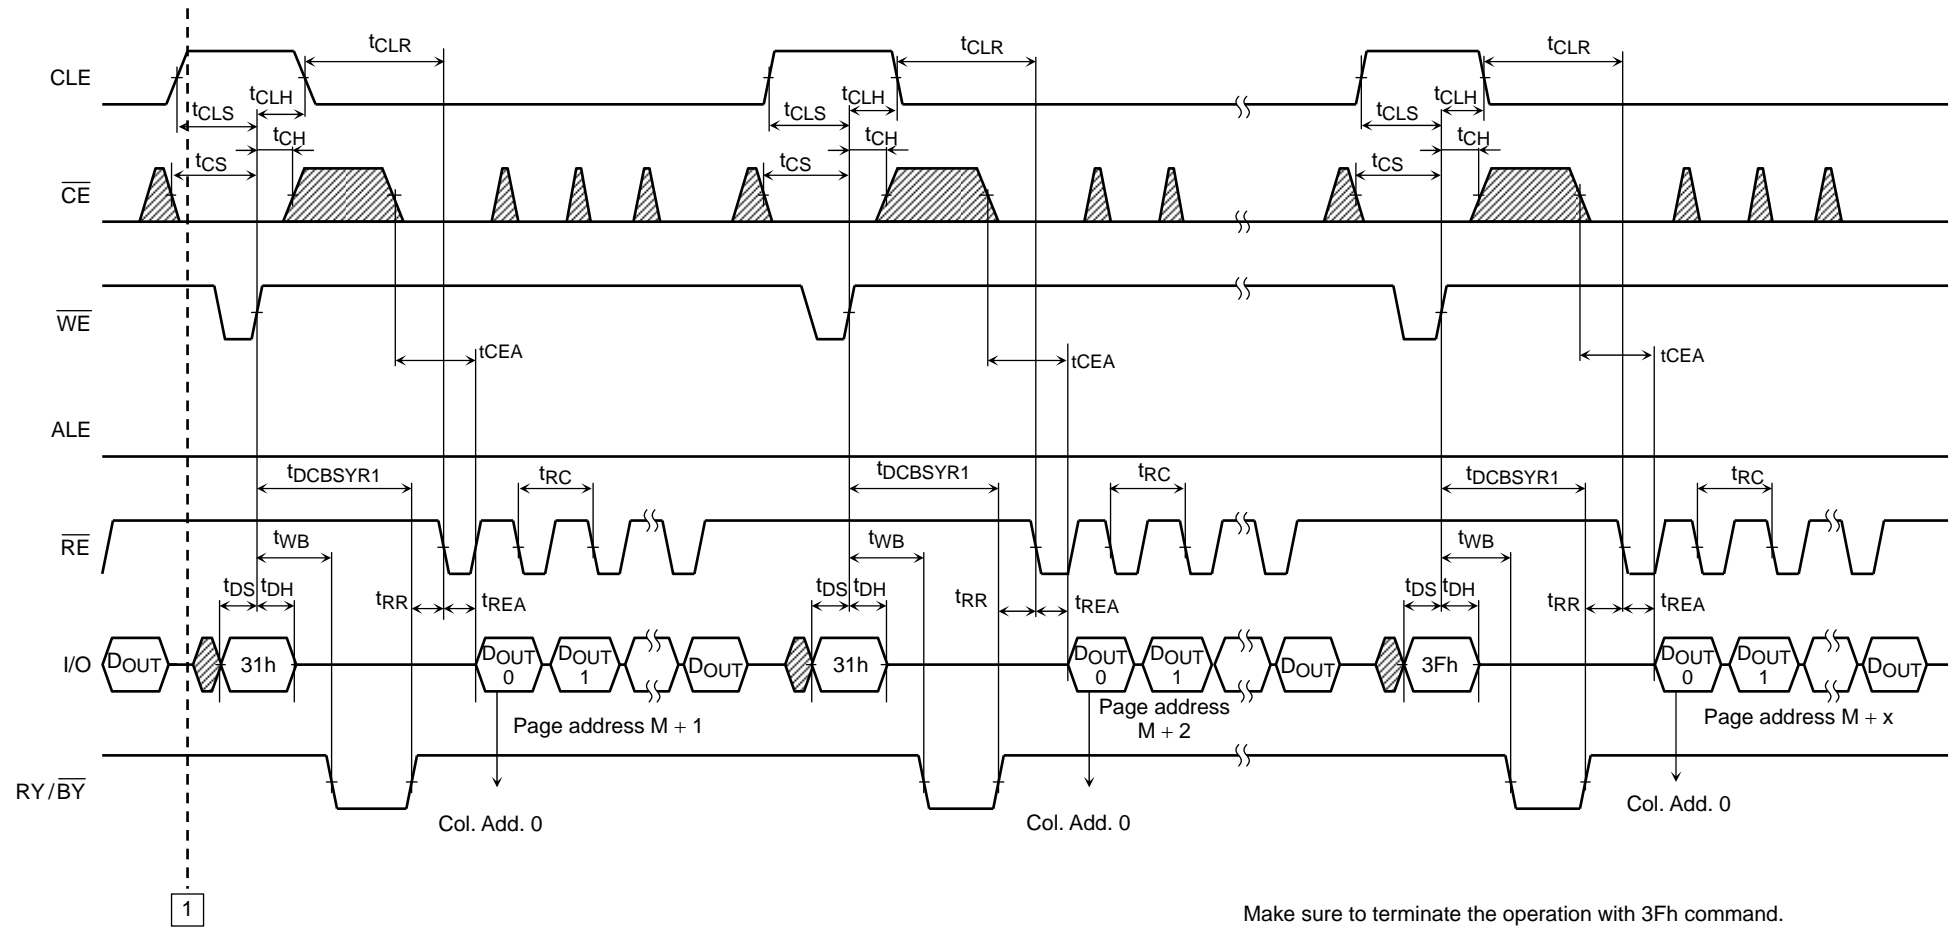 tCLR tCLR tCLR
CLE
tCLH tCLH tCLH
tCLS tCLS tCLS
tCH tCH tCH
tCS tCS tCS
CE
WE
tCEA tCEA tCEA
ALE
tDCBSYR1 tDCBSYR1 tDCBSYR1
tRC tRC tRC
RE
tWB tWB tWB
tDS tDH tDS tDH tDS tDH
tRR tREA tRR tREA tRR tREA
I/O DOUT 31h DOUT 0 DOUT 1 DOUT 31h DOUT 0 DOUT 1 DOUT 3Fh DOUT 0 DOUT 1 DOUT
Page address M + 1
Page address
M + 2
Page address M + x
RY/BY
Col. Add. 0 Col. Add. 0 Col. Add. 0
1
Make sure to terminate the operation with 3Fh command.